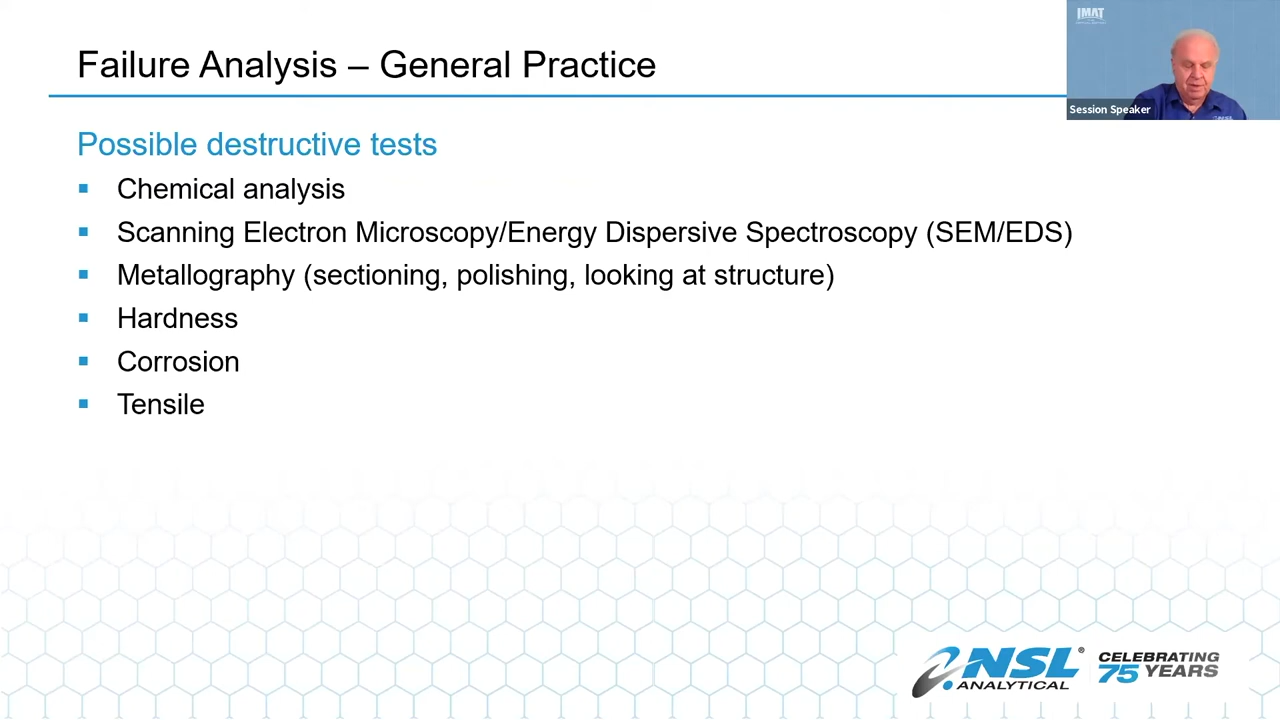 IMAT
Failure Analysis – General Practice
Session Speaker
NSL
Possible destructive tests
▪ Chemical analysis
▪ Scanning Electron Microscopy/Energy Dispersive Spectroscopy (SEM/EDS)
▪ Metallography (sectioning, polishing, looking at structure)
▪ Hardness
▪ Corrosion
▪ Tensile
NSL®
ANALYTICAL
CELEBRATING
75 YEARS